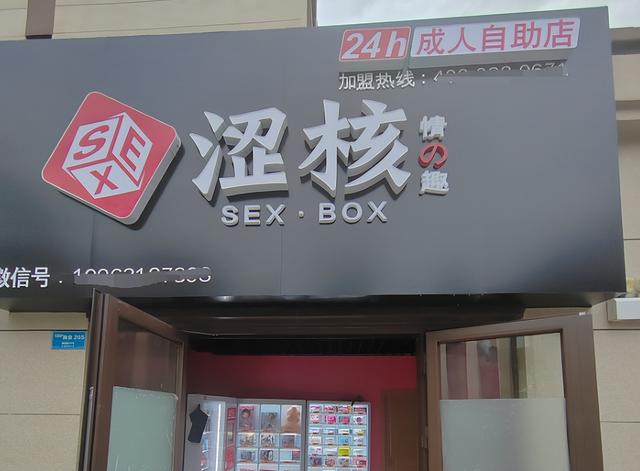 24h 成人自助店
加盟热线：
SEX
涩核
情の趣
SEX·BOX
微信号：